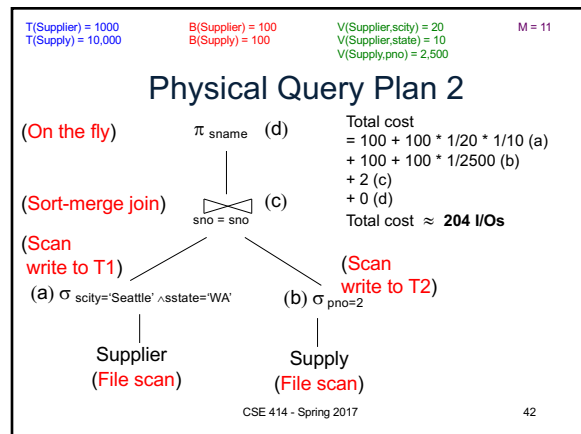 T(Supplier) = 1000
T(Supply) = 10,000
B(Supplier) = 100
B(Supply) = 100
V(Supplier,scity) = 20
V(Supplier,state) = 10
V(Supply,pno) = 2,500
M = 11
Physical Query Plan 2
(On the fly)
π sname (d)
Total cost
= 100 + 100 * 1/20 * 1/10 (a)
+ 100 + 100 * 1/2500 (b)
+ 2 (c)
+ 0 (d)
Total cost ≈ 204 I/Os
(Sort-merge join)
(c)
sno = sno
(Scan
write to T1)
(Scan
write to T2)
(a) σ scity='Seattle' ∧sstate='WA'
(b) σ pno=2
Supplier
(File scan)
Supply
(File scan)
CSE 414 - Spring 2017
42